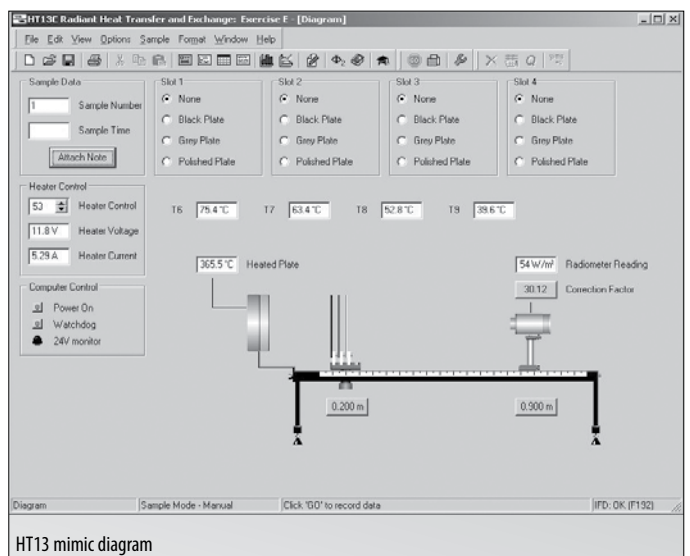 HT13C Radiant Heat Transfer and Exchange: Exercise E - [Diagram]
File Edit View Options Sample Format Window Help
Sample Data
1 Sample Number
Sample Time
Attach Note
Slot 1
None
Black Plate
Grey Plate
Polished Plate
Slot 2
None
Black Plate
Grey Plate
Polished Plate
Slot 3
None
Black Plate
Grey Plate
Polished Plate
Slot 4
None
Black Plate
Grey Plate
Polished Plate
Heater Control
53 Heater Control
11.8 V Heater Voltage
5.29 A Heater Current
T6 75.4 °C T7 63.4 °C T8 52.8 °C T9 39.6 °C
365.5 °C Heated Plate
54 W/m² Radiometer Reading
30.12 Correction Factor
Computer Control
Power On
Watchdog
24V monitor
0.200 m
0.900 m
Diagram Sample Mode - Manual Click 'GO' to record data IFD: OK (F192)
HT13 mimic diagram